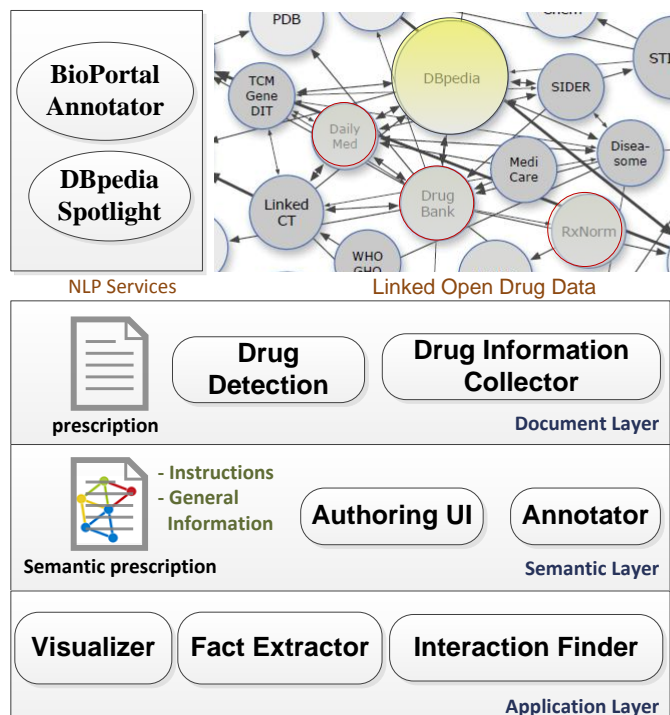 BioPortal
Annotator
DBpedia
Spotlight
NLP Services
PDB
TCM
Gene
DIT
Daily
Med
DBpedia
SIDER
STI
Disea-
some
Medi
Care
Drug
Bank
Linked
CT
RxNorm
WHO
GHO
Linked Open Drug Data
prescription
Drug
Detection
Drug Information
Collector
Document Layer
Semantic prescription
- Instructions
- General
Information
Authoring UI
Annotator
Semantic Layer
Visualizer
Fact Extractor
Interaction Finder
Application Layer